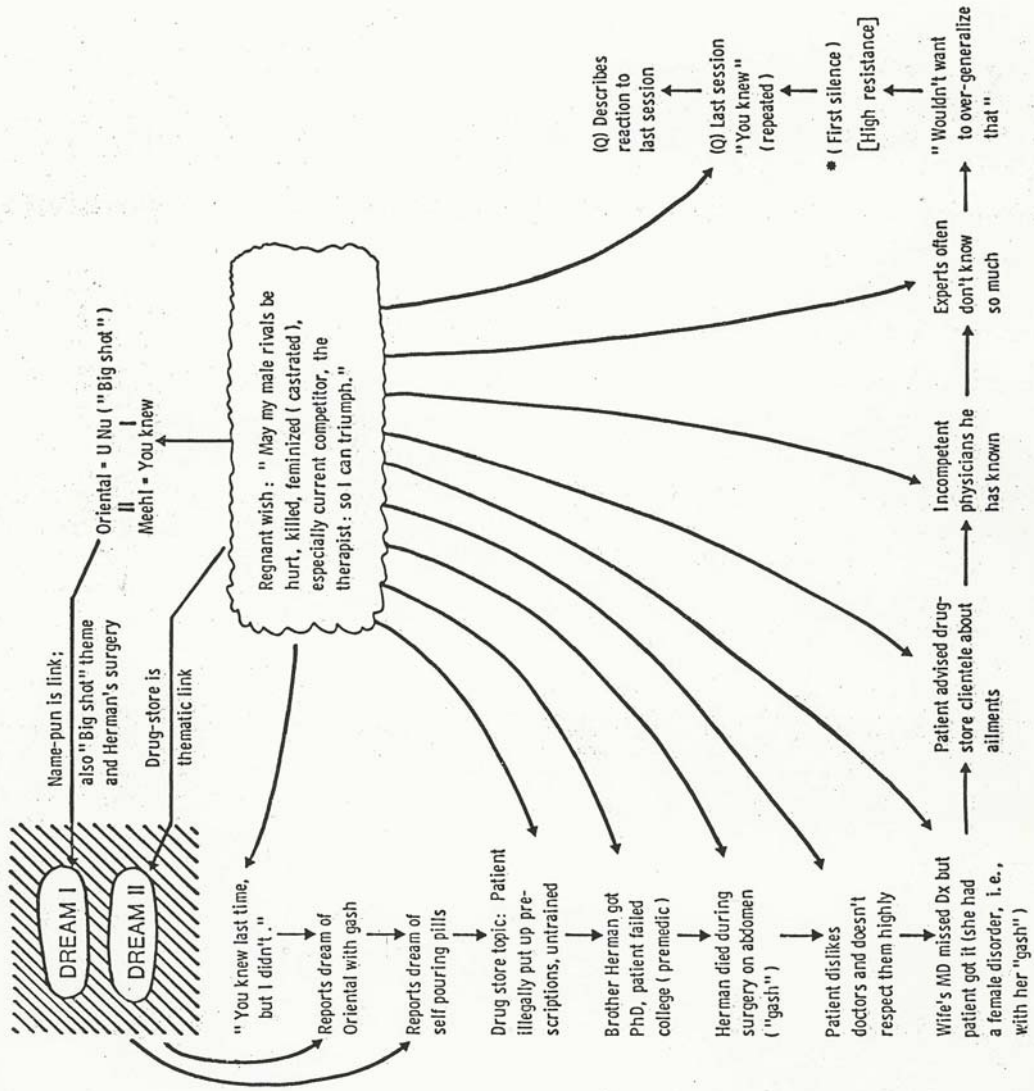 Name-pun is link;
also "Big shot" theme
and Herman's surgery
Oriental = U Nu ("Big shot")
Meehl = You knew
DREAM I
DREAM II
Drug-store is
thematic link
Regnant wish: "May my male rivals be
hurt, killed, feminized (castrated),
especially current competitor, the
therapist: so I can triumph."
"You knew last time,
but I didn't."
Reports dream of
Oriental with gash
Reports dream of
self pouring pills
Drug store topic: Patient
illegally put up pre-
scriptions, untrained
Brother Herman got
PhD, patient failed
college (premedic)
Herman died during
surgery on abdomen
("gash")
Patient dislikes
doctors and doesn't
respect them highly
Wife's MD missed Dx but
patient got it (she had
a female disorder, i.e.,
with her "gash")
Patient advised drug-
store clientele about
ailments
Incompetent
physicians he
has known
Experts often
don't know
so much
"Wouldn't want
to over-generalize
that"
* (First silence)
[High resistance]
(Q) Last session
"You knew"
(repeated)
(Q) Describes
reaction to
last session